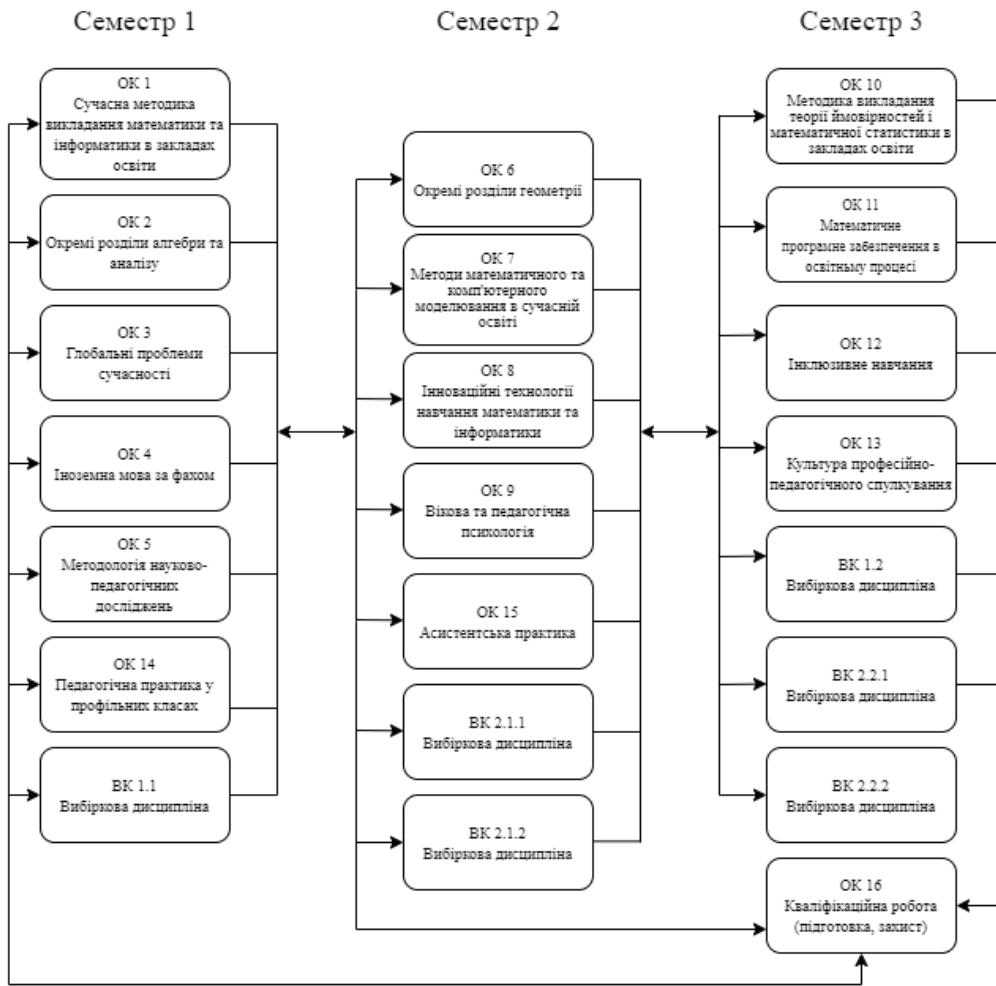 Семестр 1
Семестр 2
Семестр 3
ОК 1
Сучасна методика
викладання математики та
інформатики в закладах
освіти
ОК 2
Окремі розділи алгебри та
аналізу
ОК 3
Глобальні проблеми
сучасності
ОК 4
Іноземна мова за фахом
ОК 5
Методологія науково-
педагогічних
досліджень
ОК 14
Педагогічна практика у
профільних класах
ВК 1.1
Вибіркова дисципліна
ОК 6
Окремі розділи геометрії
ОК 7
Методи математичного та
комп'ютерного
моделювання в сучасній
освіті
ОК 8
Інноваційні технології
навчання математики та
інформатики
ОК 9
Вікова та педагогічна
психологія
ОК 15
Асистентська практика
ВК 2.1.1
Вибіркова дисципліна
ВК 2.1.2
Вибіркова дисципліна
ОК 10
Методика викладання
теорії ймовірностей і
математичної статистики в
закладах освіти
ОК 11
Математичне
програмне забезпечення в
освітньому процесі
ОК 12
Інклюзивне навчання
ОК 13
Культура професійно-
педагогічного спулкування
ВК 1.2
Вибіркова дисципліна
ВК 2.2.1
Вибіркова дисципліна
ВК 2.2.2
Вибіркова дисципліна
ОК 16
Кваліфікаційна робота
(підготовка, захист)